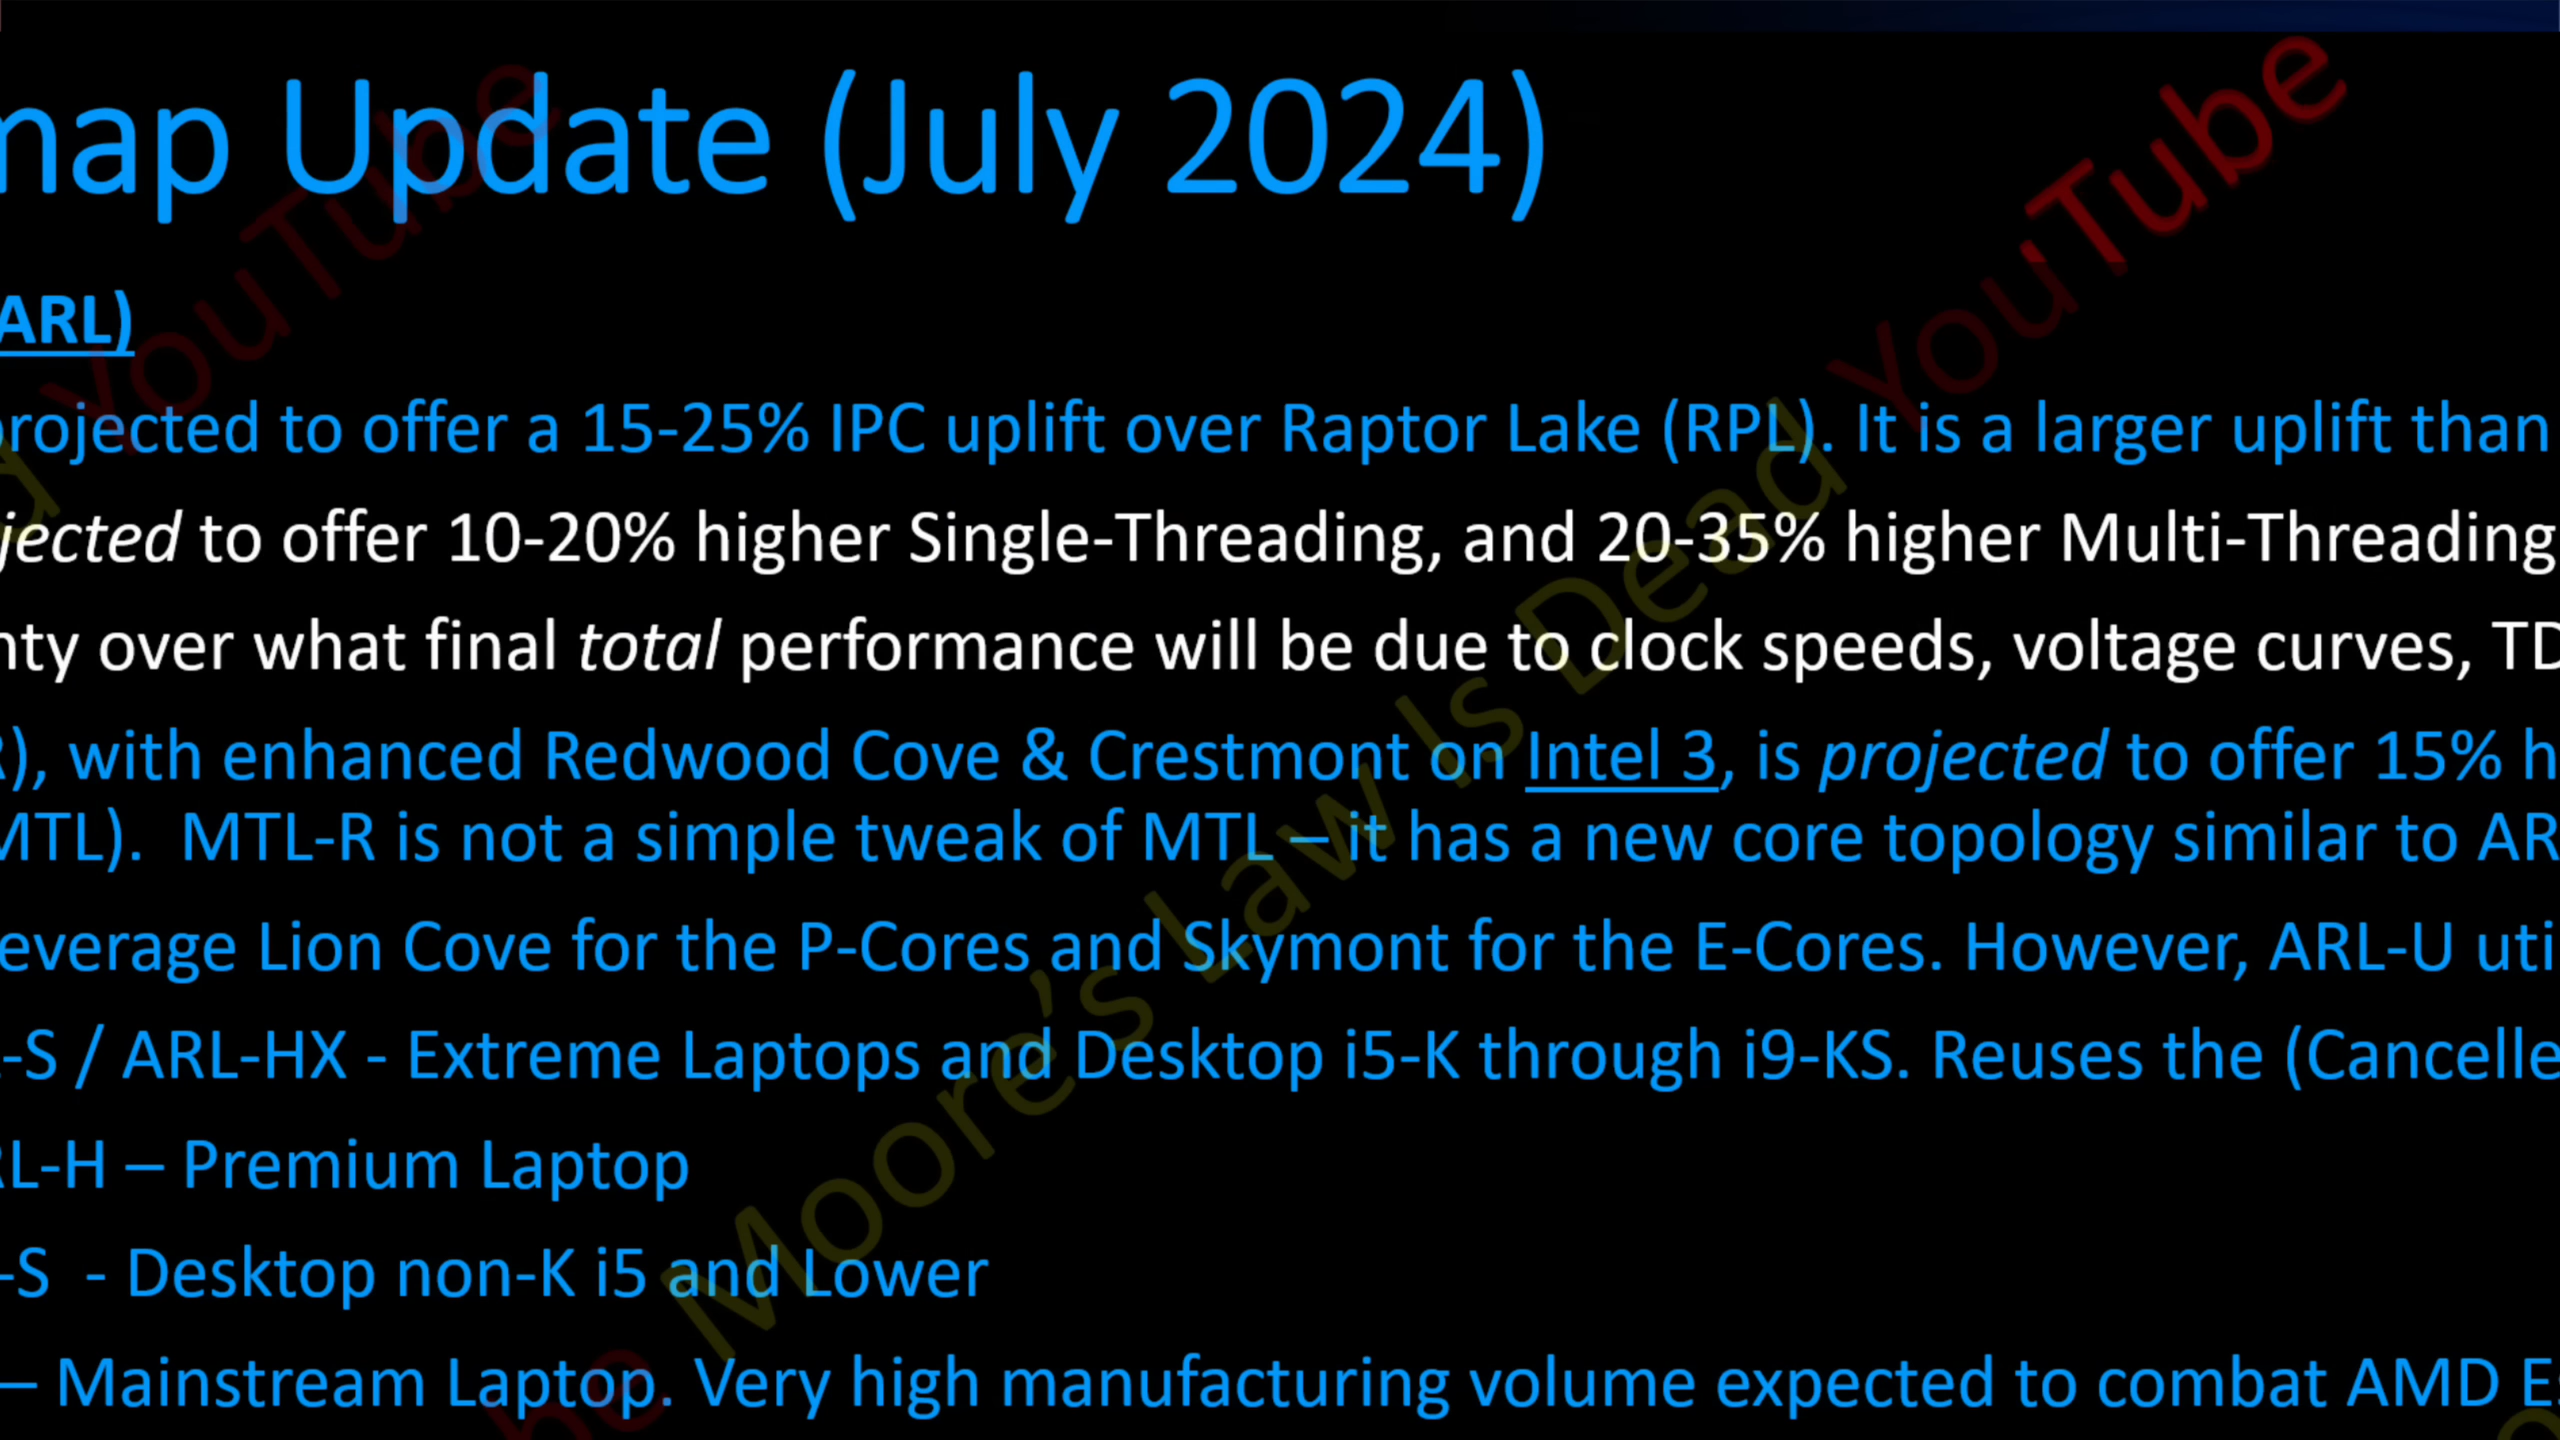 map Update (July 2024)
ARL)
projected to offer a 15-25% IPC uplift over Raptor Lake (RPL). It is a larger uplift than
jected to offer 10-20% higher Single-Threading, and 20-35% higher Multi-Threading
nty over what final total performance will be due to clock speeds, voltage curves, TD
R), with enhanced Redwood Cove & Crestmont on Intel 3, is projected to offer 15% h
MTL).  MTL-R is not a simple tweak of MTL – it has a new core topology similar to AR
everage Lion Cove for the P-Cores and Skymont for the E-Cores. However, ARL-U uti
-S / ARL-HX - Extreme Laptops and Desktop i5-K through i9-KS. Reuses the (Cancelle
RL-H – Premium Laptop
-S  - Desktop non-K i5 and Lower
– Mainstream Laptop. Very high manufacturing volume expected to combat AMD Es
YouTube
Moore's Law Is Dead YouTube
be